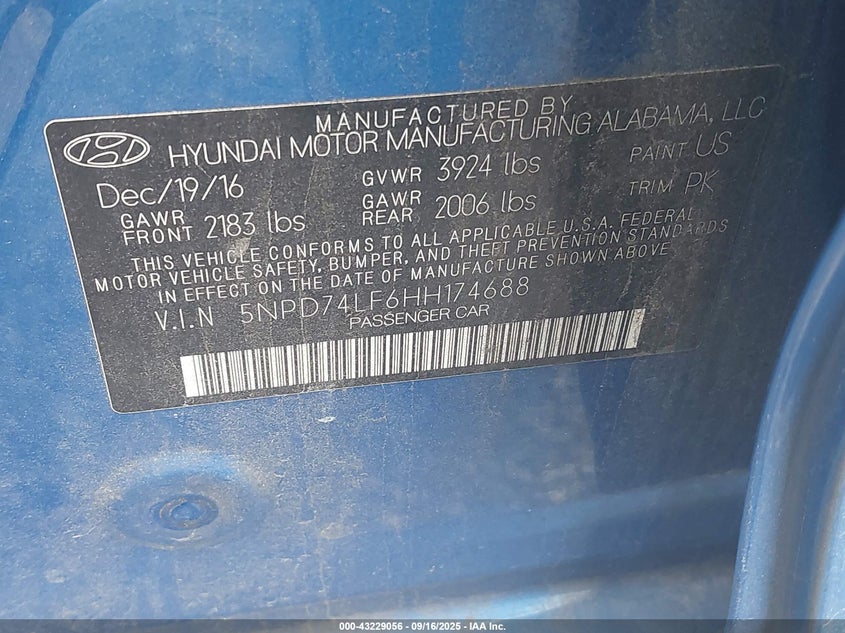 MANUFACTURED BY
HYUNDAI MOTOR MANUFACTURING ALABAMA, LLC
Dec/19/16 GVWR 3924 lbs PAINT US
GAWR FRONT 2183 lbs GAWR REAR 2006 lbs TRIM PK
THIS VEHICLE CONFORMS TO ALL APPLICABLE U.S.A. FEDERAL
MOTOR VEHICLE SAFETY, BUMPER, AND THEFT PREVENTION STANDARDS
IN EFFECT ON THE DATE OF MANUFACTURE SHOWN ABOVE.
V.I.N 5NPD74LF6HH174688
PASSENGER CAR
000-43229056 - 09/16/2025 - IAA Inc.